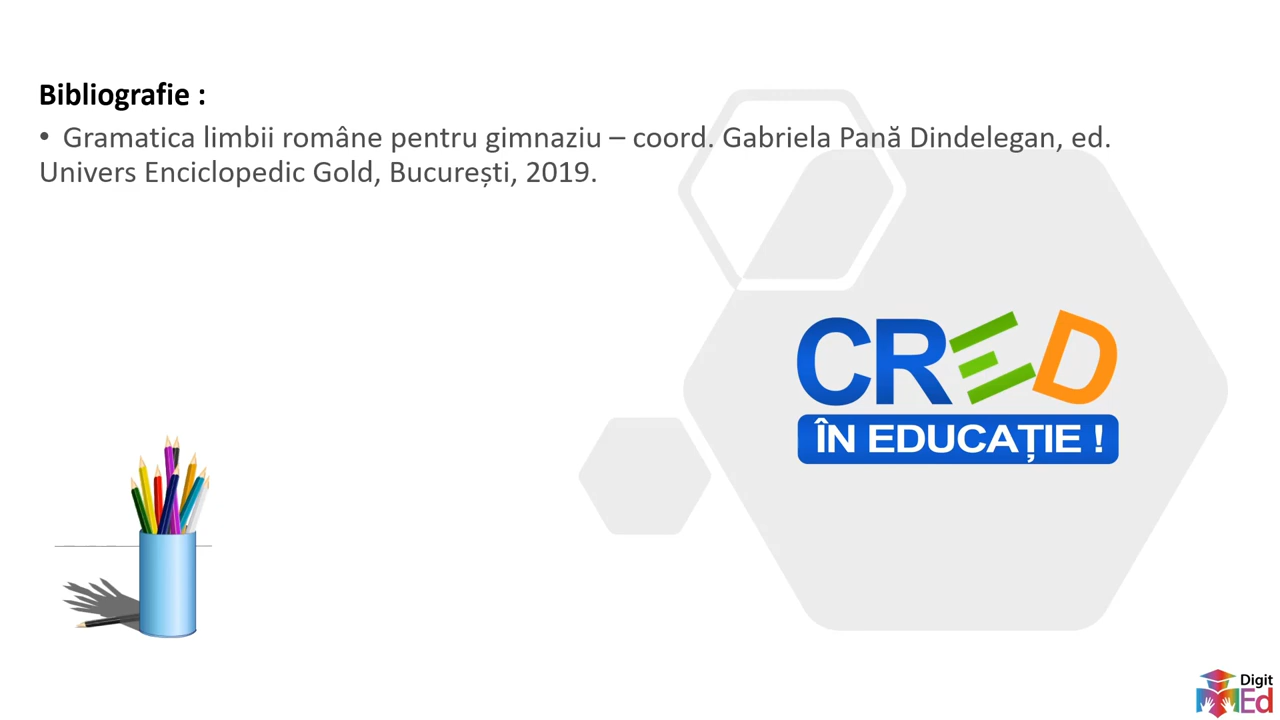 Bibliografie :
• Gramatica limbii române pentru gimnaziu – coord. Gabriela Pană Dindelegan, ed.
Univers Enciclopedic Gold, București, 2019.
CRED
ÎN EDUCAȚIE !
Digit
Ed